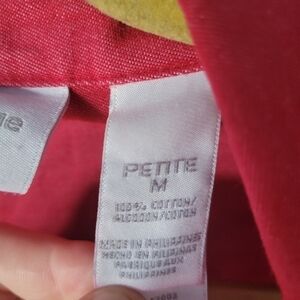 PETITE
M
100% COTTON/
ALGODON/COTON
MADE IN PHILIPPINES
HECHO EN FILIPINAS
FABRIQUE AUX
PHILIPPINES